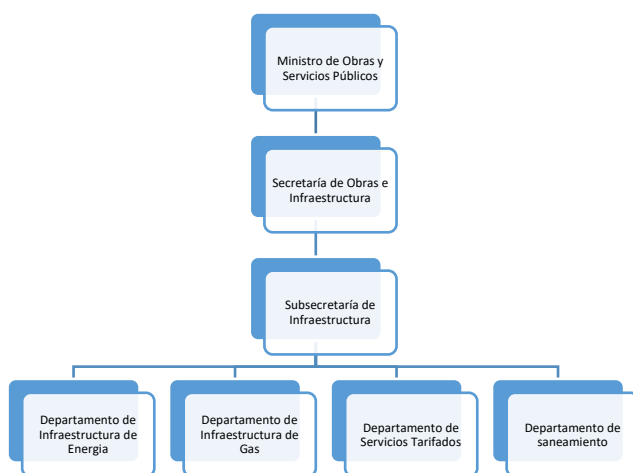 Ministro de Obras y
Servicios Públicos
Secretaría de Obras e
Infraestructura
Subsecretaría de
Infraestructura
Departamento de
Infraestructura de
Energia
Departamento de
Infraestructura de
Gas
Departamento de
Servicios Tarifados
Departamento de
saneamiento